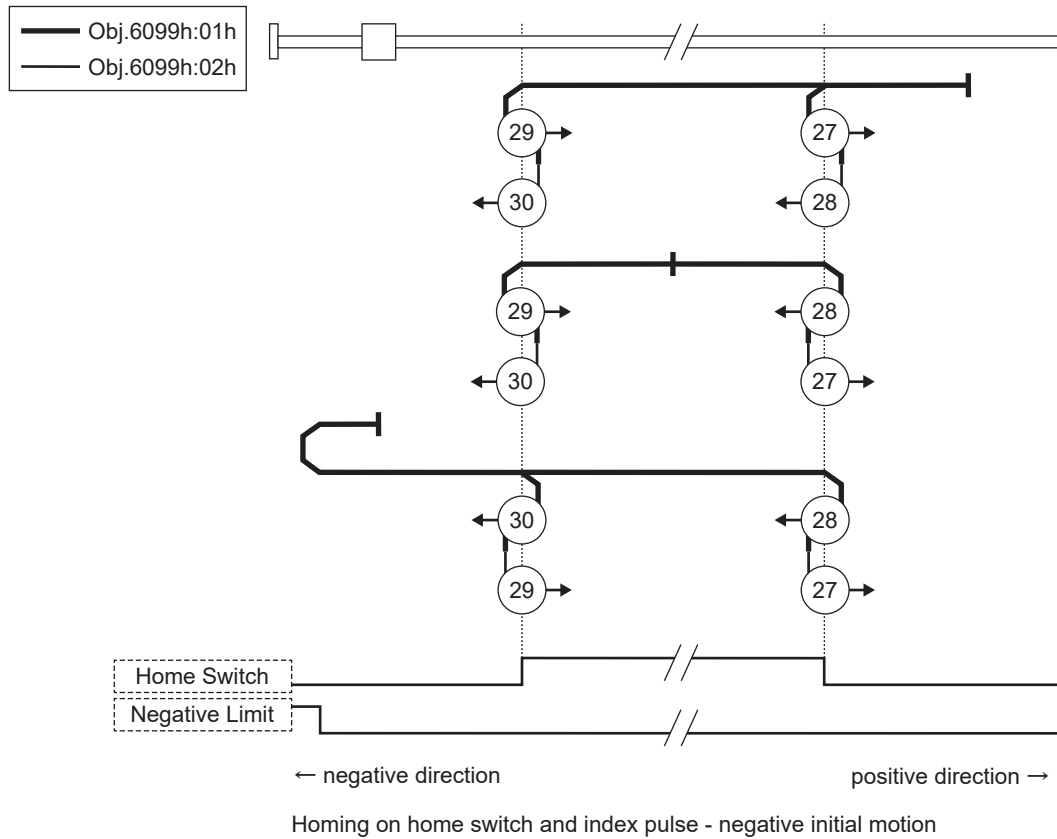 Obj.6099h:01h
Obj.6099h:02h
29
27
30
28
29
28
30
27
30
28
29
27
Home Switch
Negative Limit
← negative direction
positive direction →
Homing on home switch and index pulse - negative initial motion